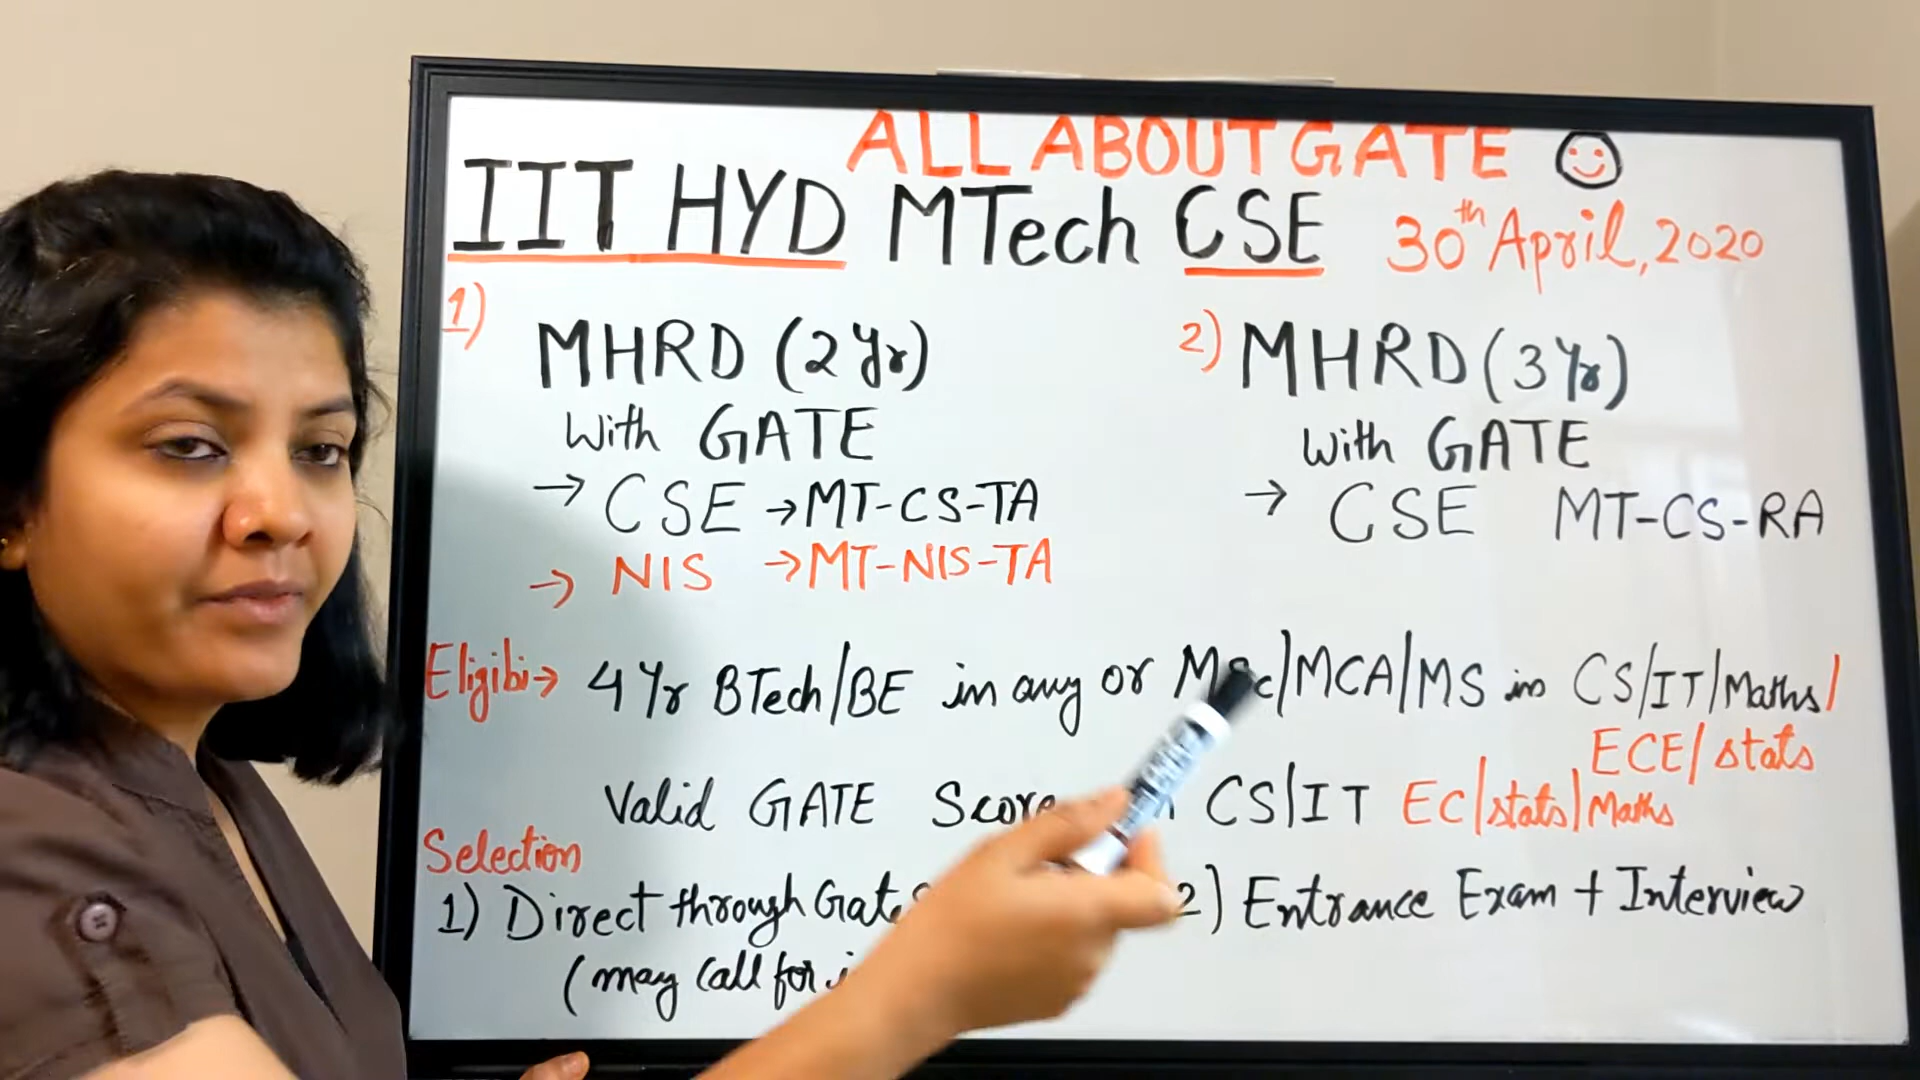 ALL ABOUT GATE
IIT HYD MTech CSE 30th April, 2020
1) MHRD (2 Yr)
With GATE
→ CSE → MT-CS-TA
→ NIS → MT-NIS-TA
2) MHRD (3 Yr)
With GATE
→ CSE MT-CS-RA
Eligibi→ 4 Yr BTech/BE in any or MSc/MCA/MS in CS/IT/Maths/
ECE/stats
Valid GATE Score CS/IT EC/stats/Maths
Selection
1) Direct through Gate
(may call for
2) Entrance Exam + Interview